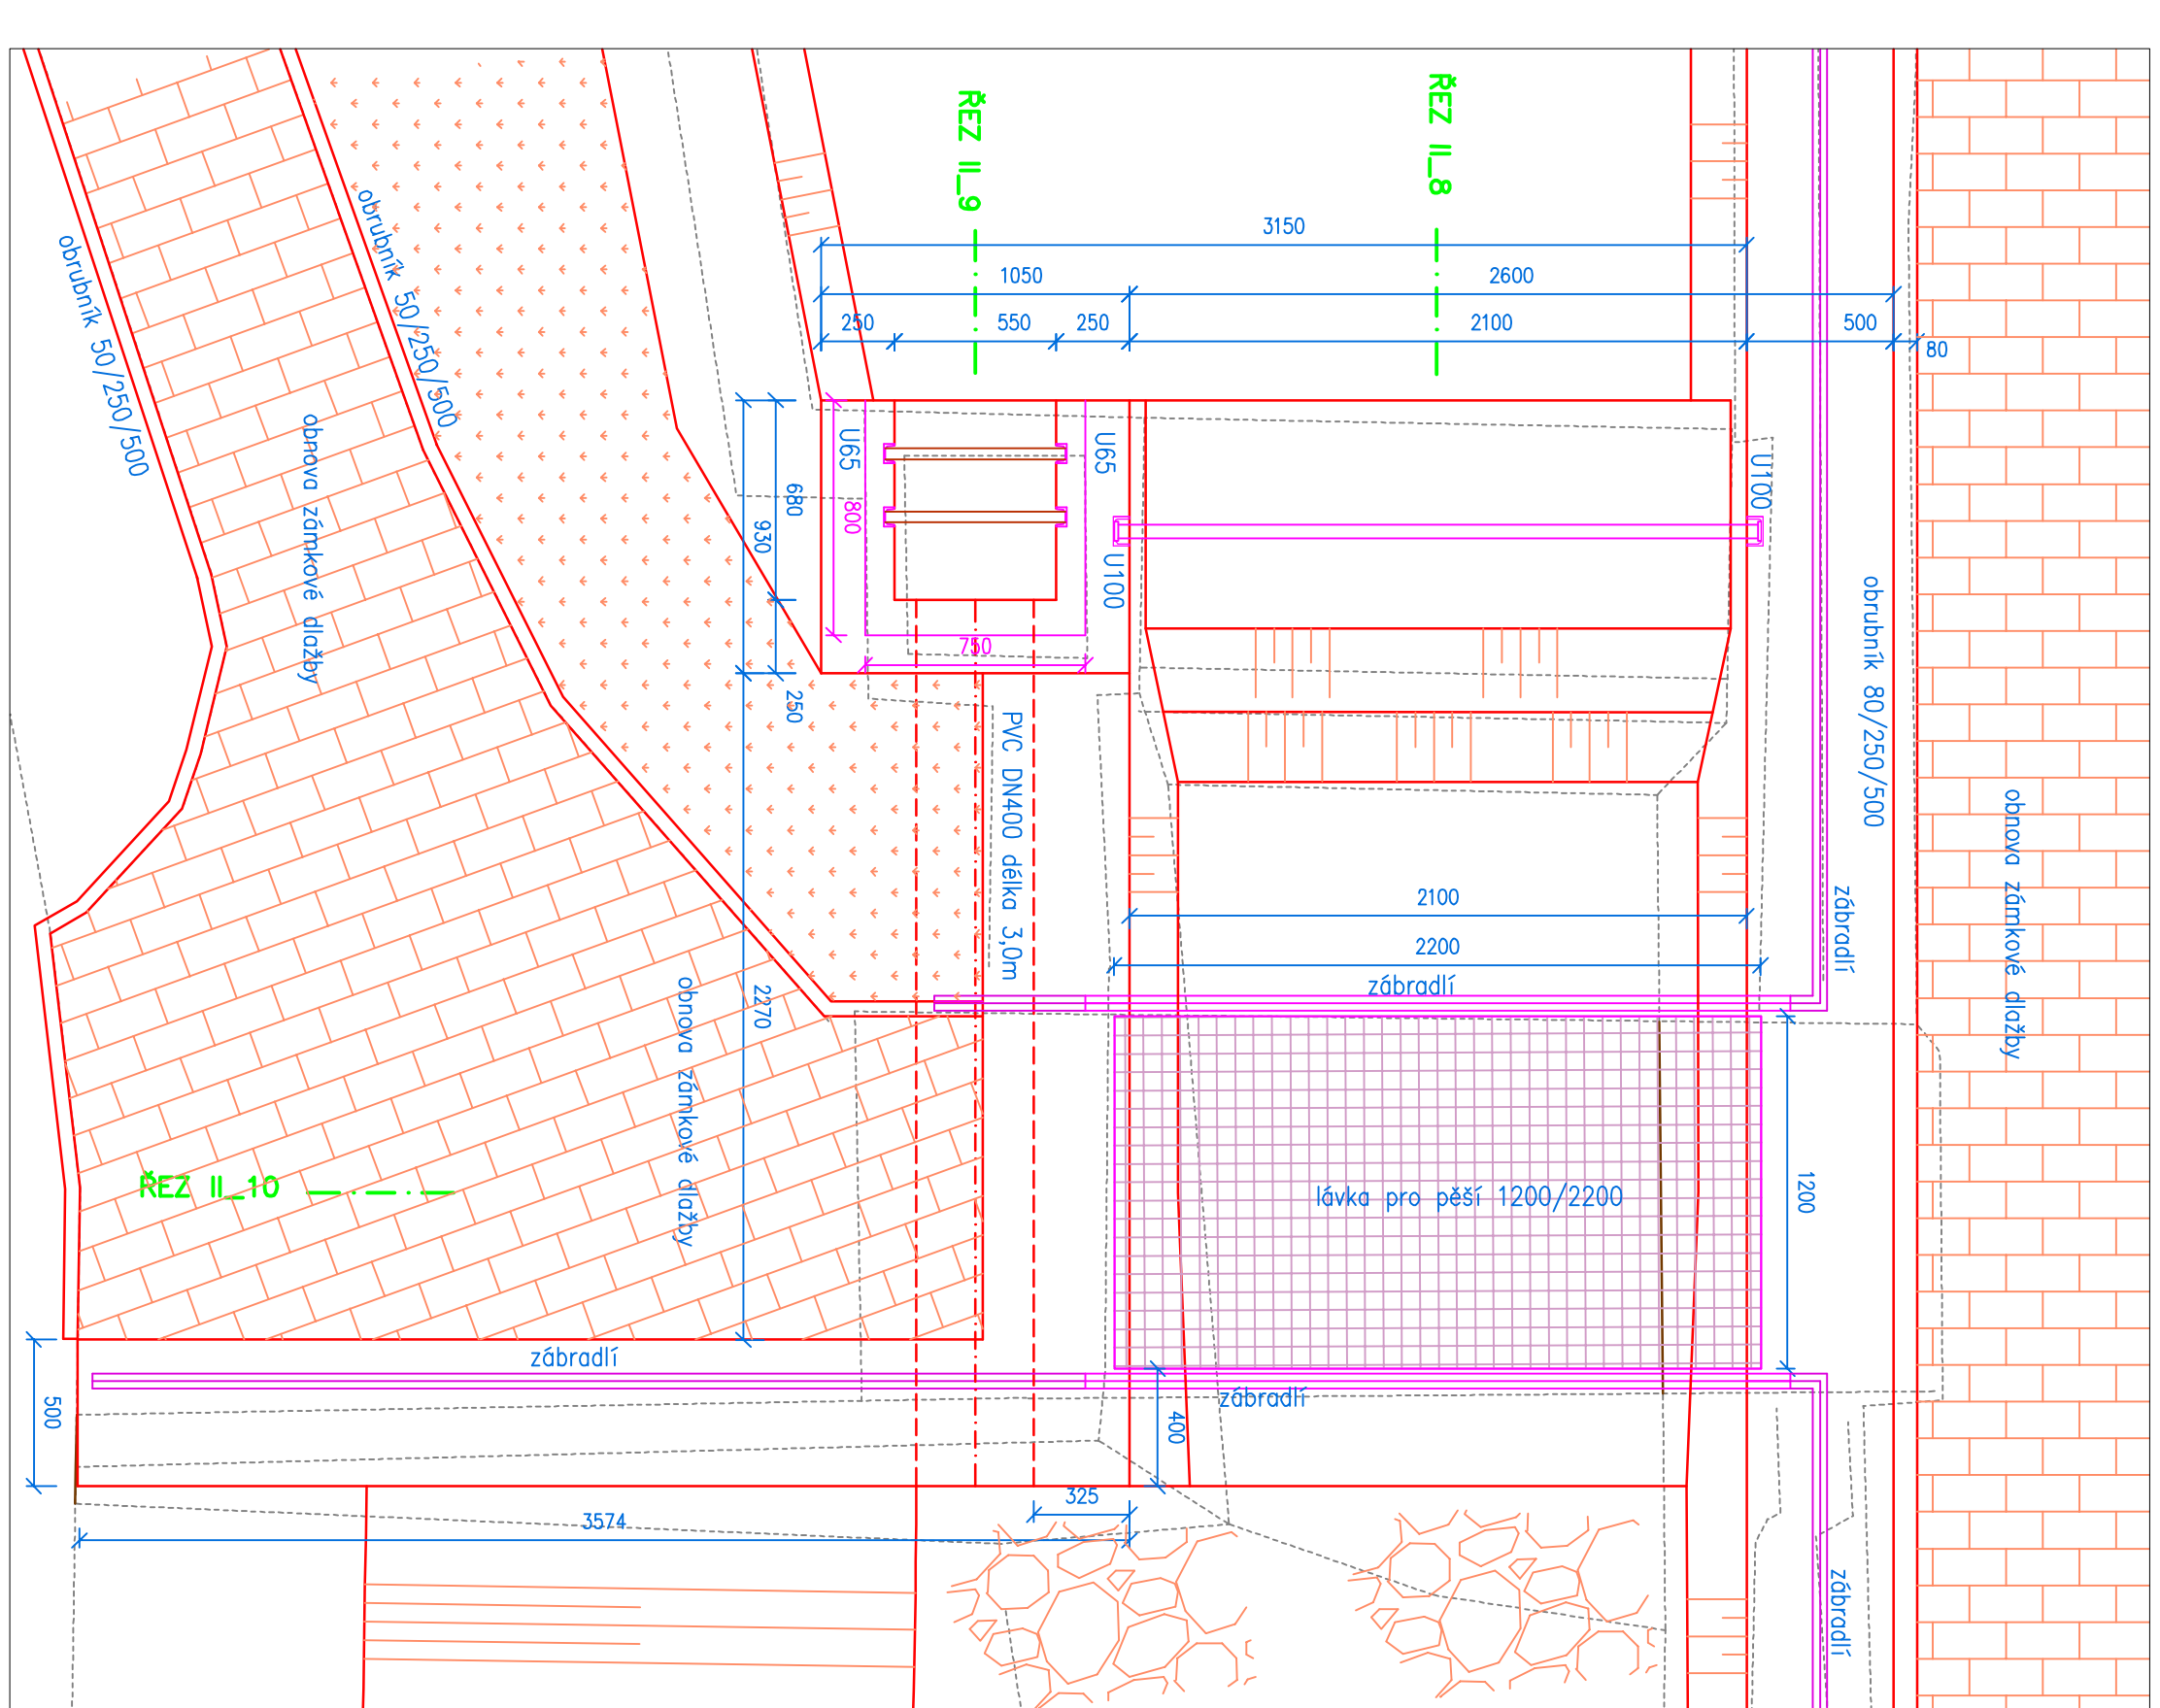 ŘEZ II_9
ŘEZ II_8
3150
1050
2600
250
550
250
2100
500
80
obrubník 50/250/500
obrubník 50/250/500
obnova zámkové dlažby
U65
U65
U100
U100
800
680
930
750
250
obrubník 80/250/500
PVC DN400 délka 3,0m
obnova zámkové dlažby
zábradlí
2100
2200
zábradlí
2270
obnova zámkové dlažby
ŘEZ II_10
lávka pro pěší 1200/2200
1200
zábradlí
zábradlí
500
400
325
3574
zábradlí